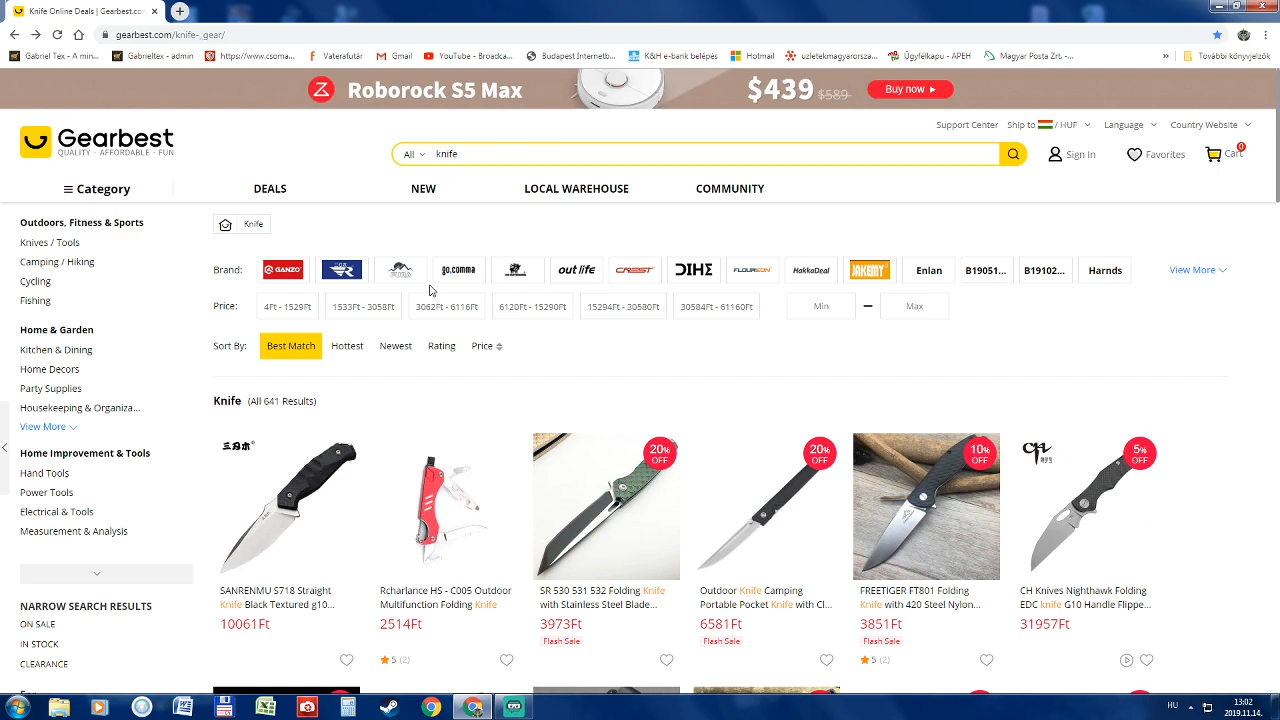 Knife Online Deals | Gearbest.co
gearbest.com/knife-_gear/
Gabriel Tex - A min...
Gabrieltex - admin
https://www.csoma...
Vaterafutár
Gmail
YouTube - Broadca...
Budapest Internetb...
K&H e-bank belépés
Hotmail
uzletekmagyarorsza...
Ügyfélkapu - APEH
Magyar Posta Zrt. -...
»
További könyvjelzők
Roborock S5 Max
$439 $589
Buy now
Gearbest
QUALITY · AFFORDABLE · FUN
Support Center
Ship to / HUF
Language
Country Website
All
knife
Sign In
Favorites
Cart
0
Category
DEALS
NEW
LOCAL WAREHOUSE
COMMUNITY
Outdoors, Fitness & Sports
Knives / Tools
Camping / Hiking
Cycling
Fishing
Home & Garden
Kitchen & Dining
Home Decors
Party Supplies
Housekeeping & Organiza...
View More
Home Improvement & Tools
Hand Tools
Power Tools
Electrical & Tools
Measurement & Analysis
NARROW SEARCH RESULTS
ON SALE
IN STOCK
CLEARANCE
Knife
Brand:
GANZO
go.comma
out life
CREST
DIHE
FLOUREON
HakkaDeal
JAKEMY
Enlan
B19051...
B19102...
Harnds
View More
Price:
4Ft - 1529Ft
1533Ft - 3058Ft
3062Ft - 6116Ft
6120Ft - 15290Ft
15294Ft - 30580Ft
30584Ft - 61160Ft
Min
Max
Sort By:
Best Match
Hottest
Newest
Rating
Price
Knife (All 641 Results)
三刃木
SANRENMU S718 Straight
Knife Black Textured g10...
10061Ft
Rcharlance HS - C005 Outdoor
Multifunction Folding Knife
2514Ft
5 (2)
20%
OFF
SR 530 531 532 Folding Knife
with Stainless Steel Blade...
3973Ft
Flash Sale
20%
OFF
Outdoor Knife Camping
Portable Pocket Knife with Cl...
6581Ft
Flash Sale
10%
OFF
FREETIGER FT801 Folding
Knife with 420 Steel Nylon...
3851Ft
Flash Sale
5 (2)
5%
OFF
CH Knives Nighthawk Folding
EDC knife G10 Handle Flippe...
31957Ft
HU
13:02
2019.11.14.